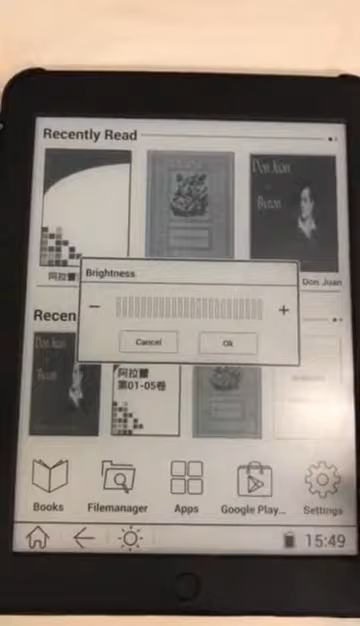 Recently Read
Don Juan
Byron
阿拉蕾
Don Juan
Brightness
− +
Cancel Ok
Recen
Don Juan
阿拉蕾
第01-05卷
Books Filemanager Apps Google Play... Settings
15:49